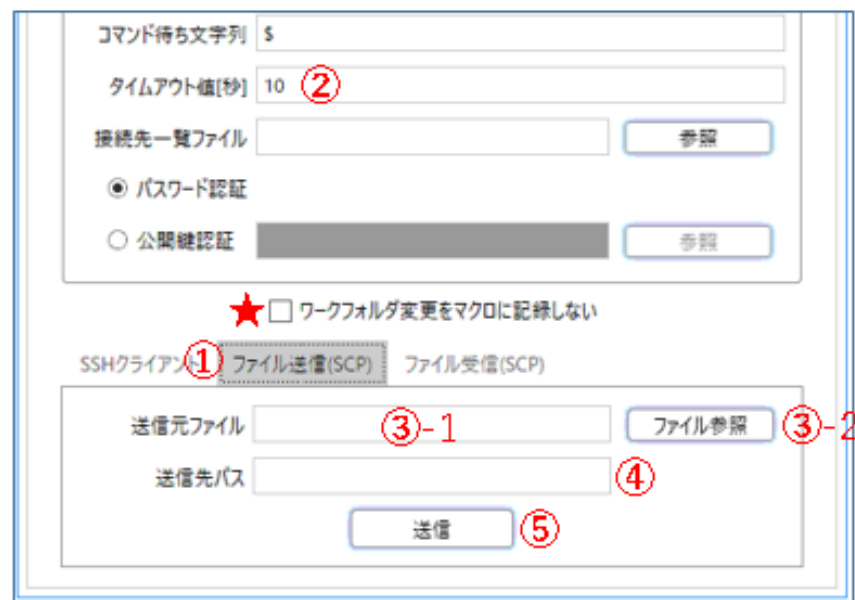 コマンド待ち文字列 $
タイムアウト値[秒] 10 ②
接続先一覧ファイル 参照
パスワード認証
公開鍵認証 参照
★ ワークフォルダ変更をマクロに記録しない
SSHクライアント ① ファイル送信(SCP) ファイル受信(SCP)
送信元ファイル ③-1 ファイル参照 ③-2
送信先パス ④
送信 ⑤